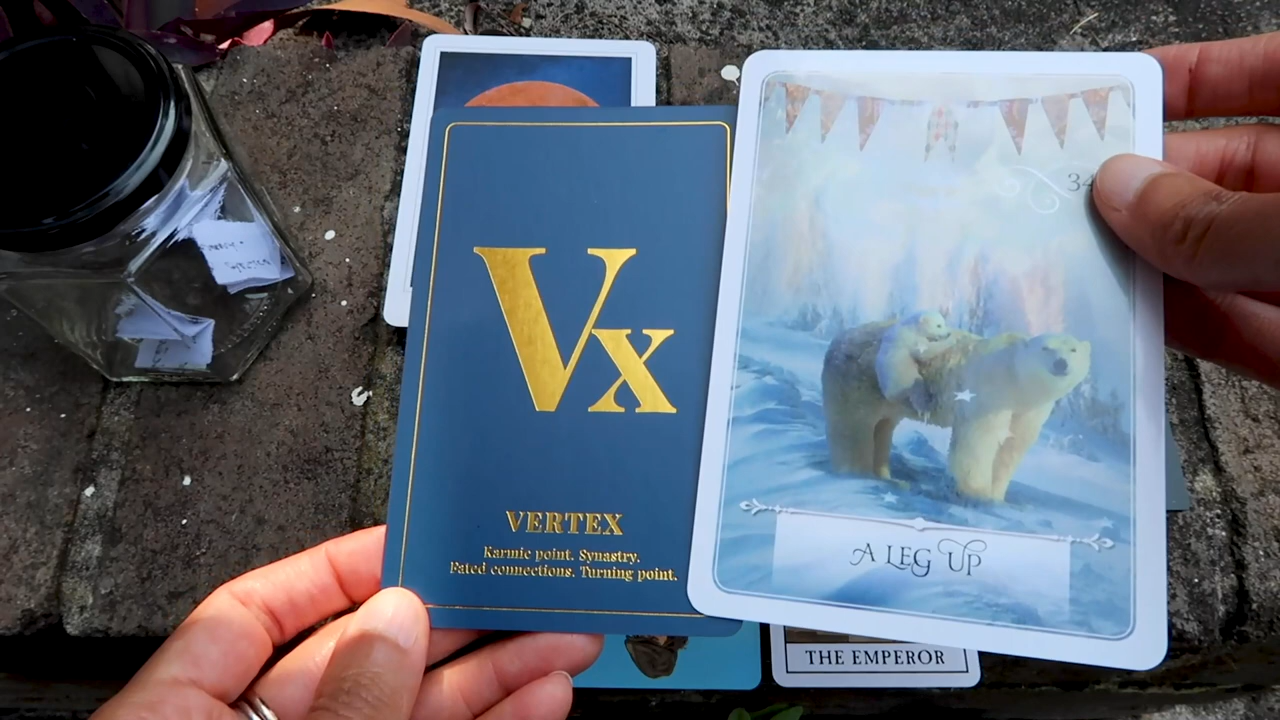 Vx
VERTEX
Karmic point. Synastry.
Fated connections. Turning point.
34
A LEG UP
THE EMPEROR